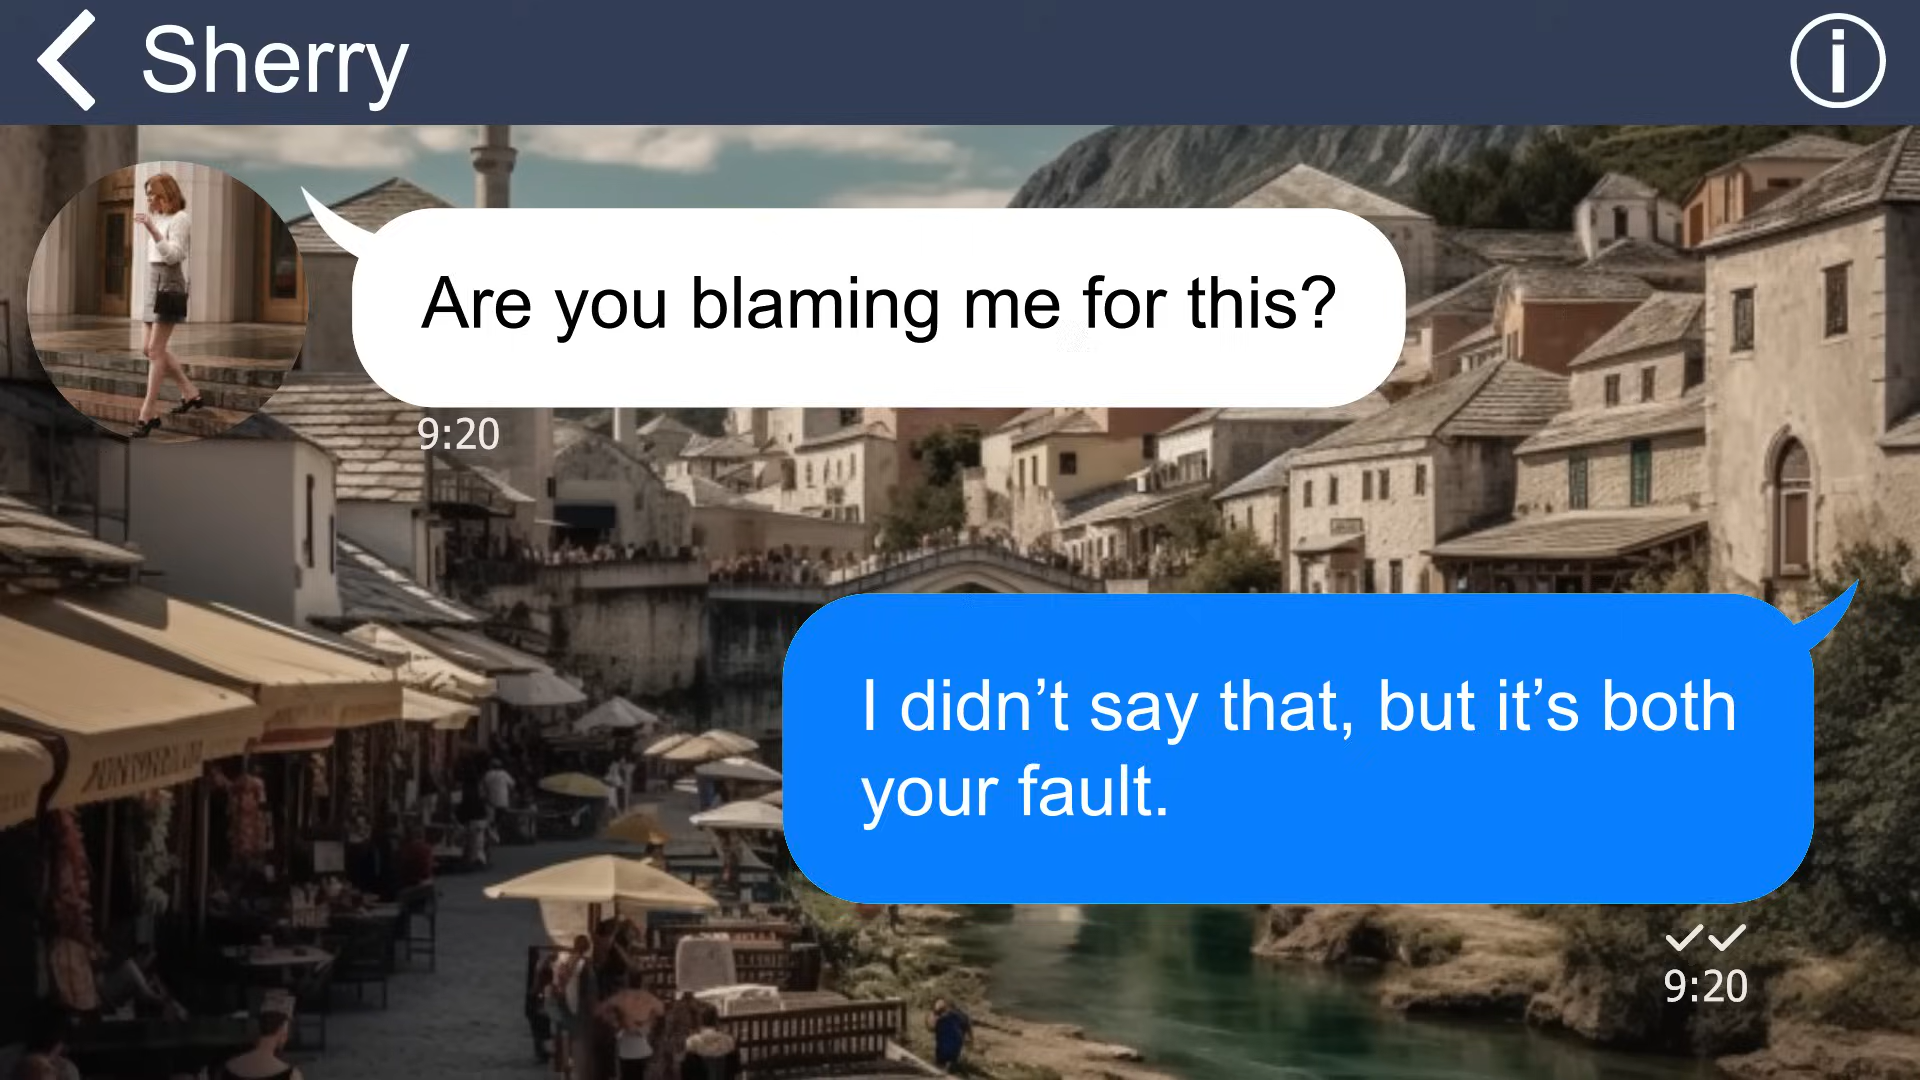 Sherry
Are you blaming me for this?
9:20
I didn’t say that, but it’s both
your fault.
9:20